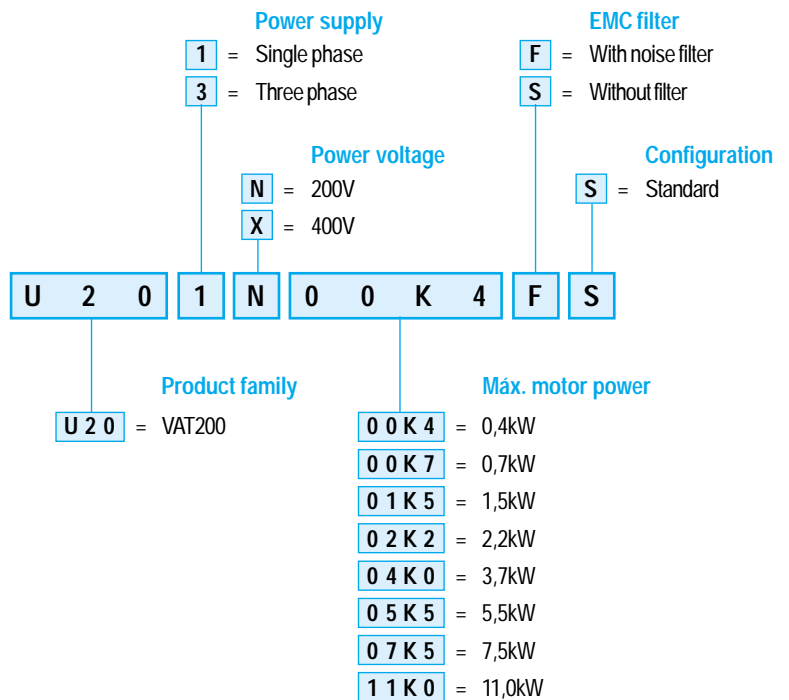 Power supply EMC filter
1 = Single phase F = With noise filter
3 = Three phase S = Without filter
Power voltage Configuration
N = 200V S = Standard
X = 400V
U 2 0 1 N 0 0 K 4 F S
Product family Máx. motor power
U 2 0 = VAT200 0 0 K 4 = 0,4kW
0 0 K 7 = 0,7kW
0 1 K 5 = 1,5kW
0 2 K 2 = 2,2kW
0 4 K 0 = 3,7kW
0 5 K 5 = 5,5kW
0 7 K 5 = 7,5kW
1 1 K 0 = 11,0kW